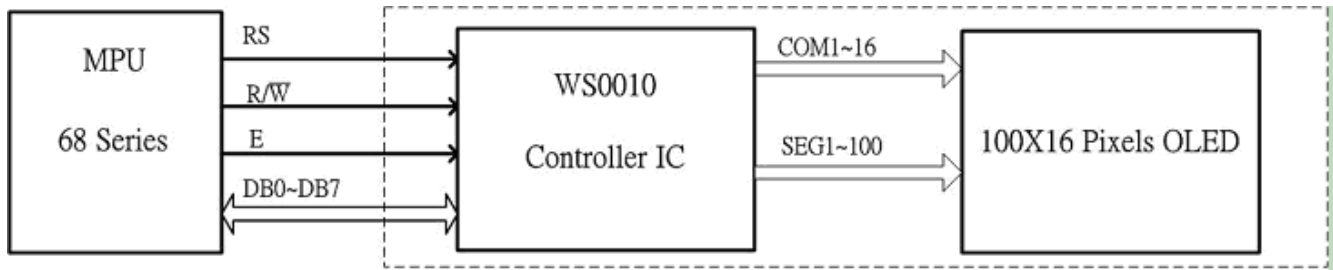 MPU
68 Series
RS
R/W̅
E
DB0~DB7
WS0010
Controller IC
COM1~16
SEG1~100
100X16 Pixels OLED